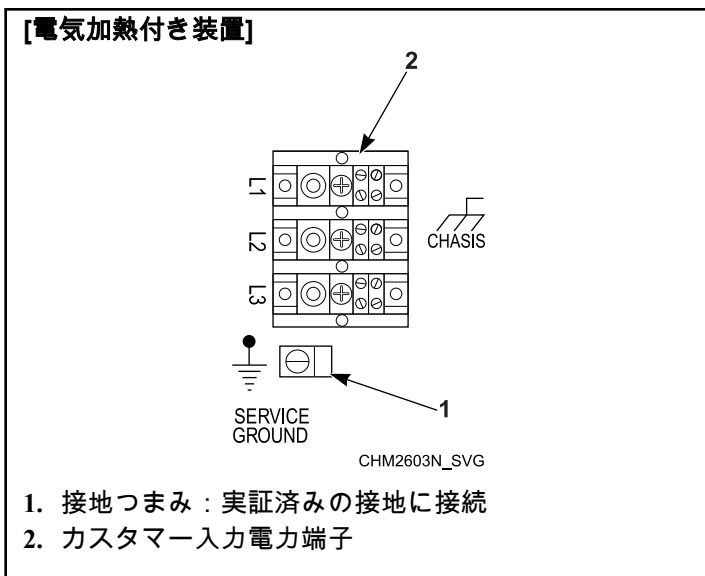 [電気加熱付き装置]
2
L1
L2
CHASIS
L3
1
SERVICE
GROUND
CHM2603N_SVG
1. 接地つまみ：実証済みの接地に接続
2. カスタマー入力電力端子